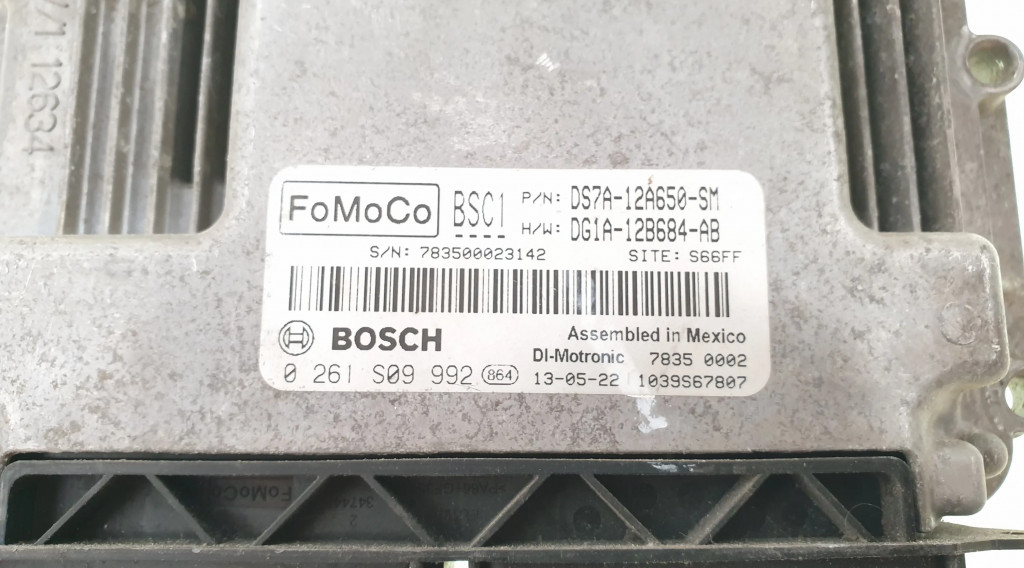 12634
FoMoCo BSC1 P/N: DS7A-12A650-SM
H/W: DG1A-12B684-AB
S/N: 783500023142 SITE: S66FF
BOSCH Assembled in Mexico
DI-Motronic 7835 0002
0 261 S09 992 864 13-05-22 1039S67807
FoMoCo